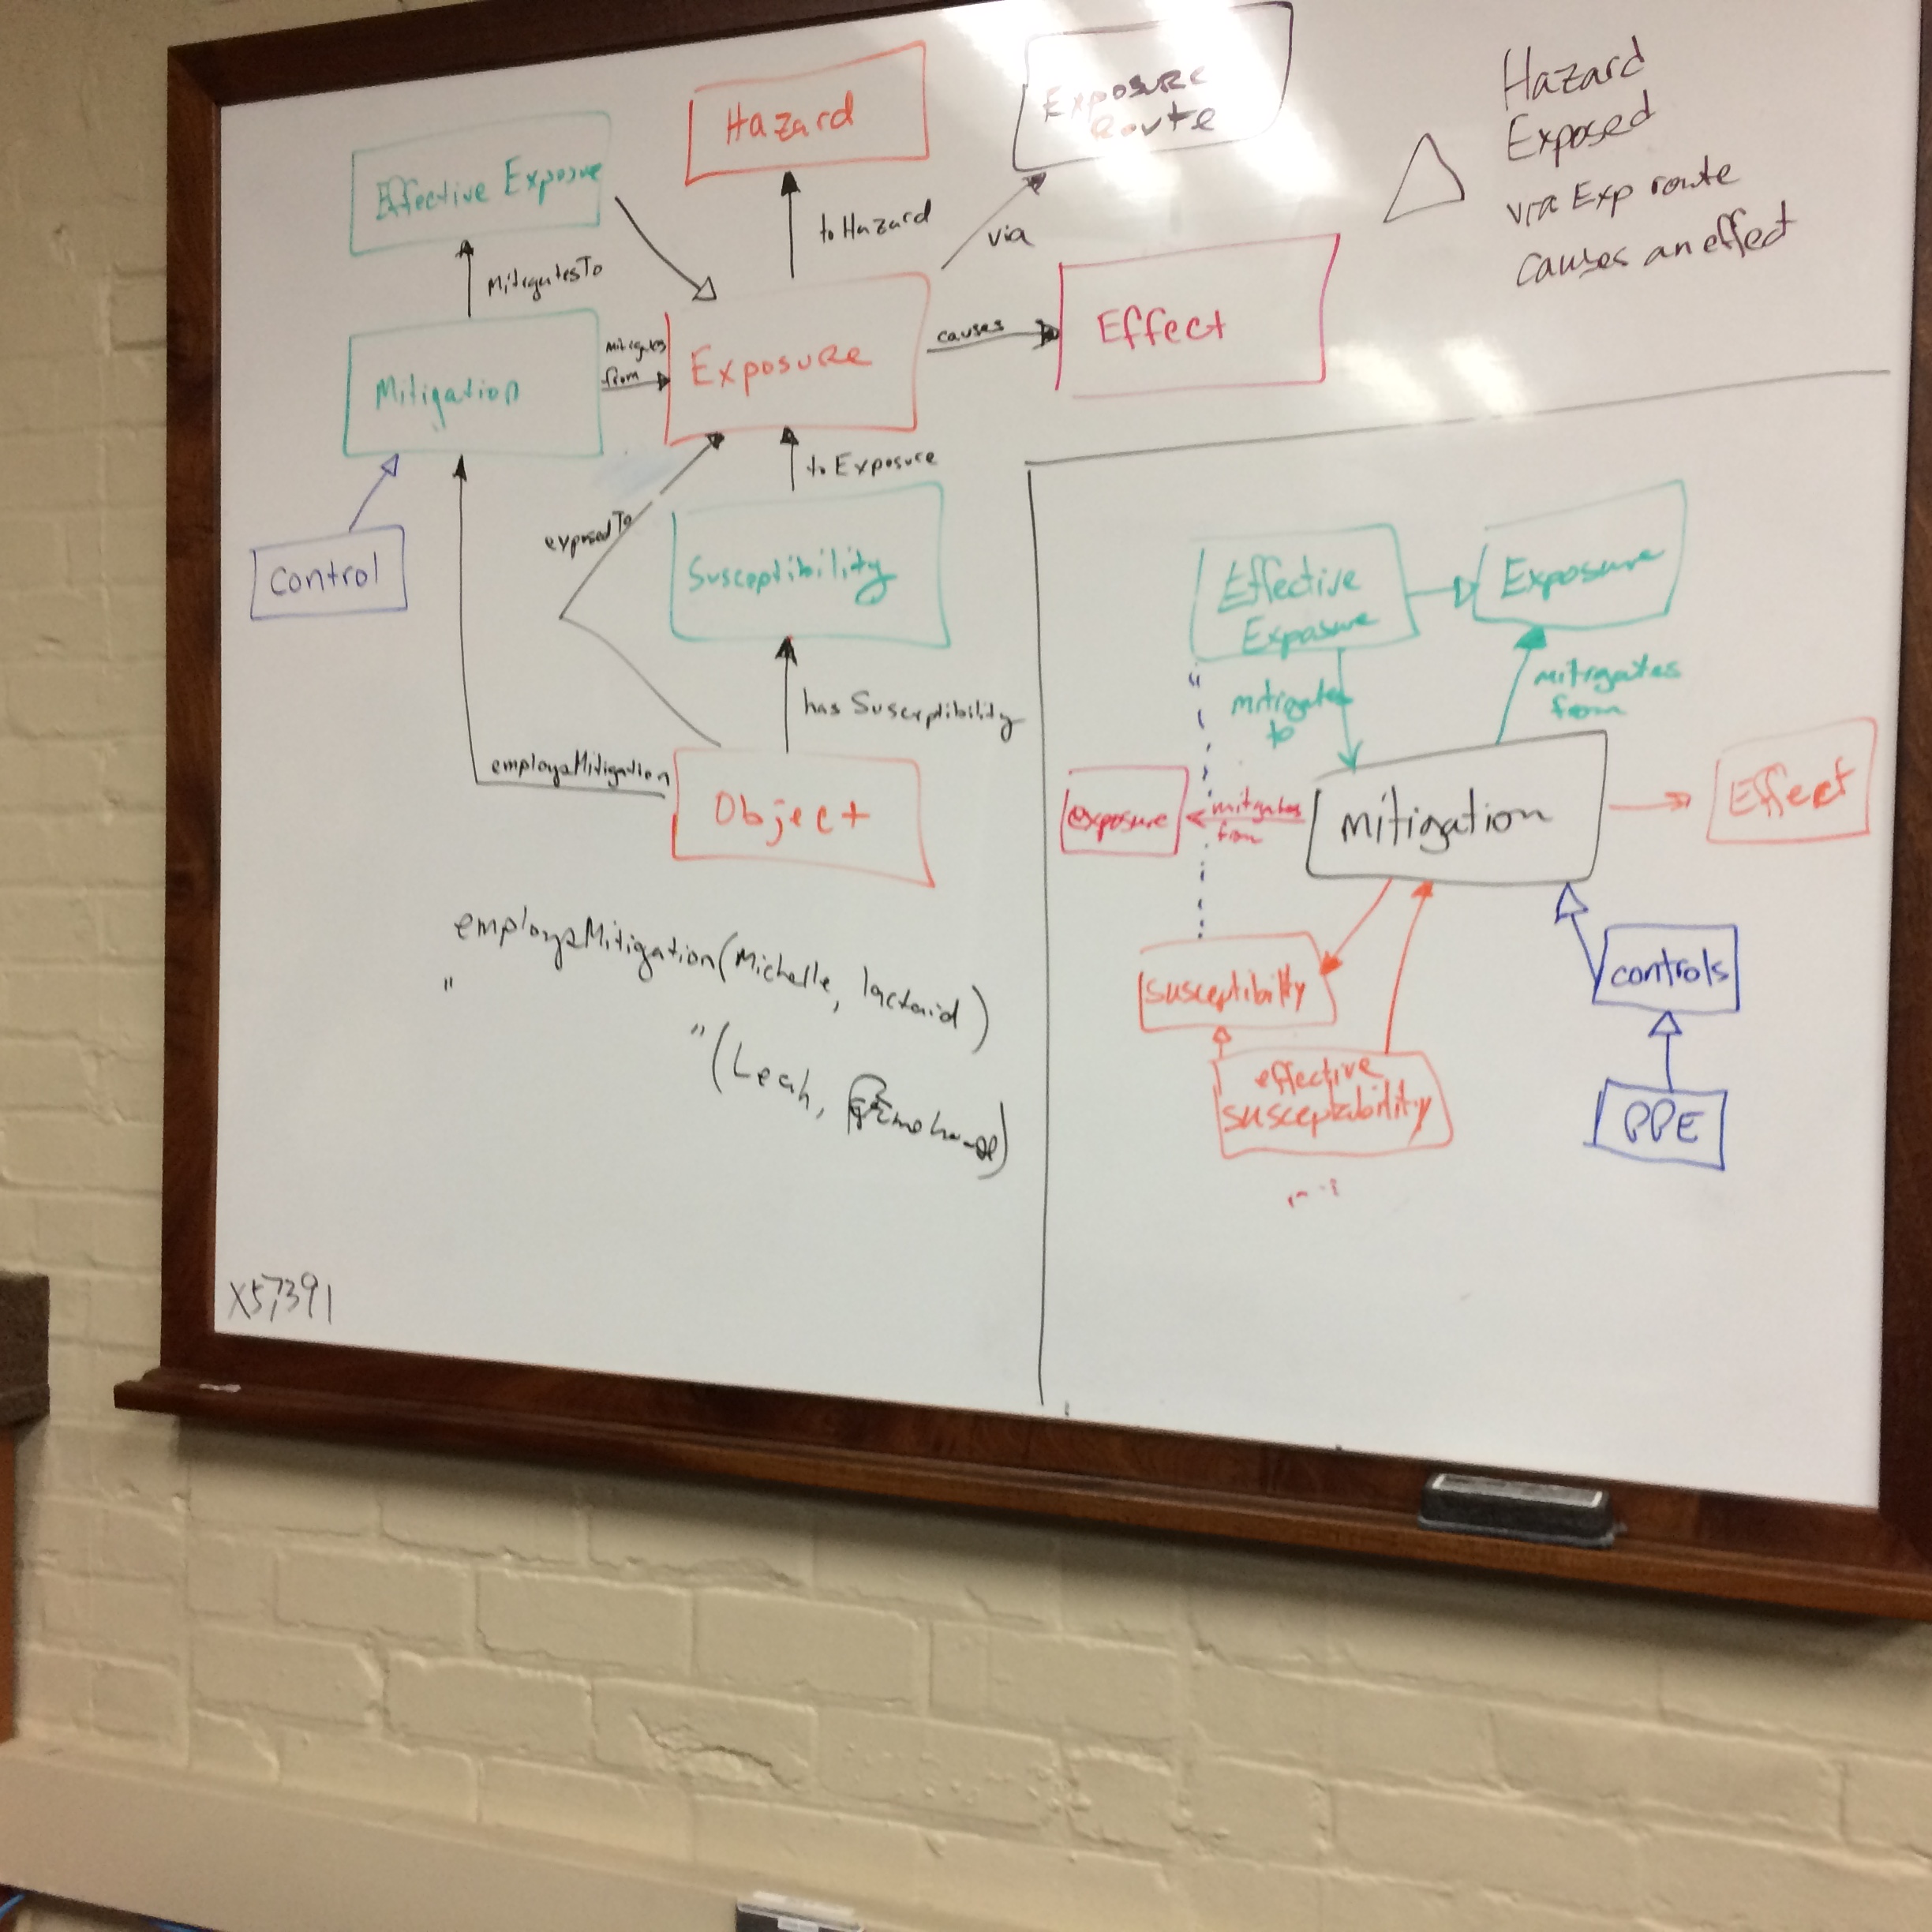 Hazard
Exposure
Route
Hazard
Exposed
via Exp route
causes an effect
Effective Exposure
to Hazard
via
MitigatesTo
Mitigation
mitigates
from
Exposure
causes
Effect
to Exposure
control
exposedTo
Susceptibility
has Susceptibility
employsMitigation
Object
employsMitigation(Michelle, lactaid)
"
"(Leah,
X57391
Effective
Exposure
Exposure
"
mitigates
to
mitigates
from
exposure
mitigates
from
mitigation
Effect
susceptibility
controls
effective
susceptability
PPE